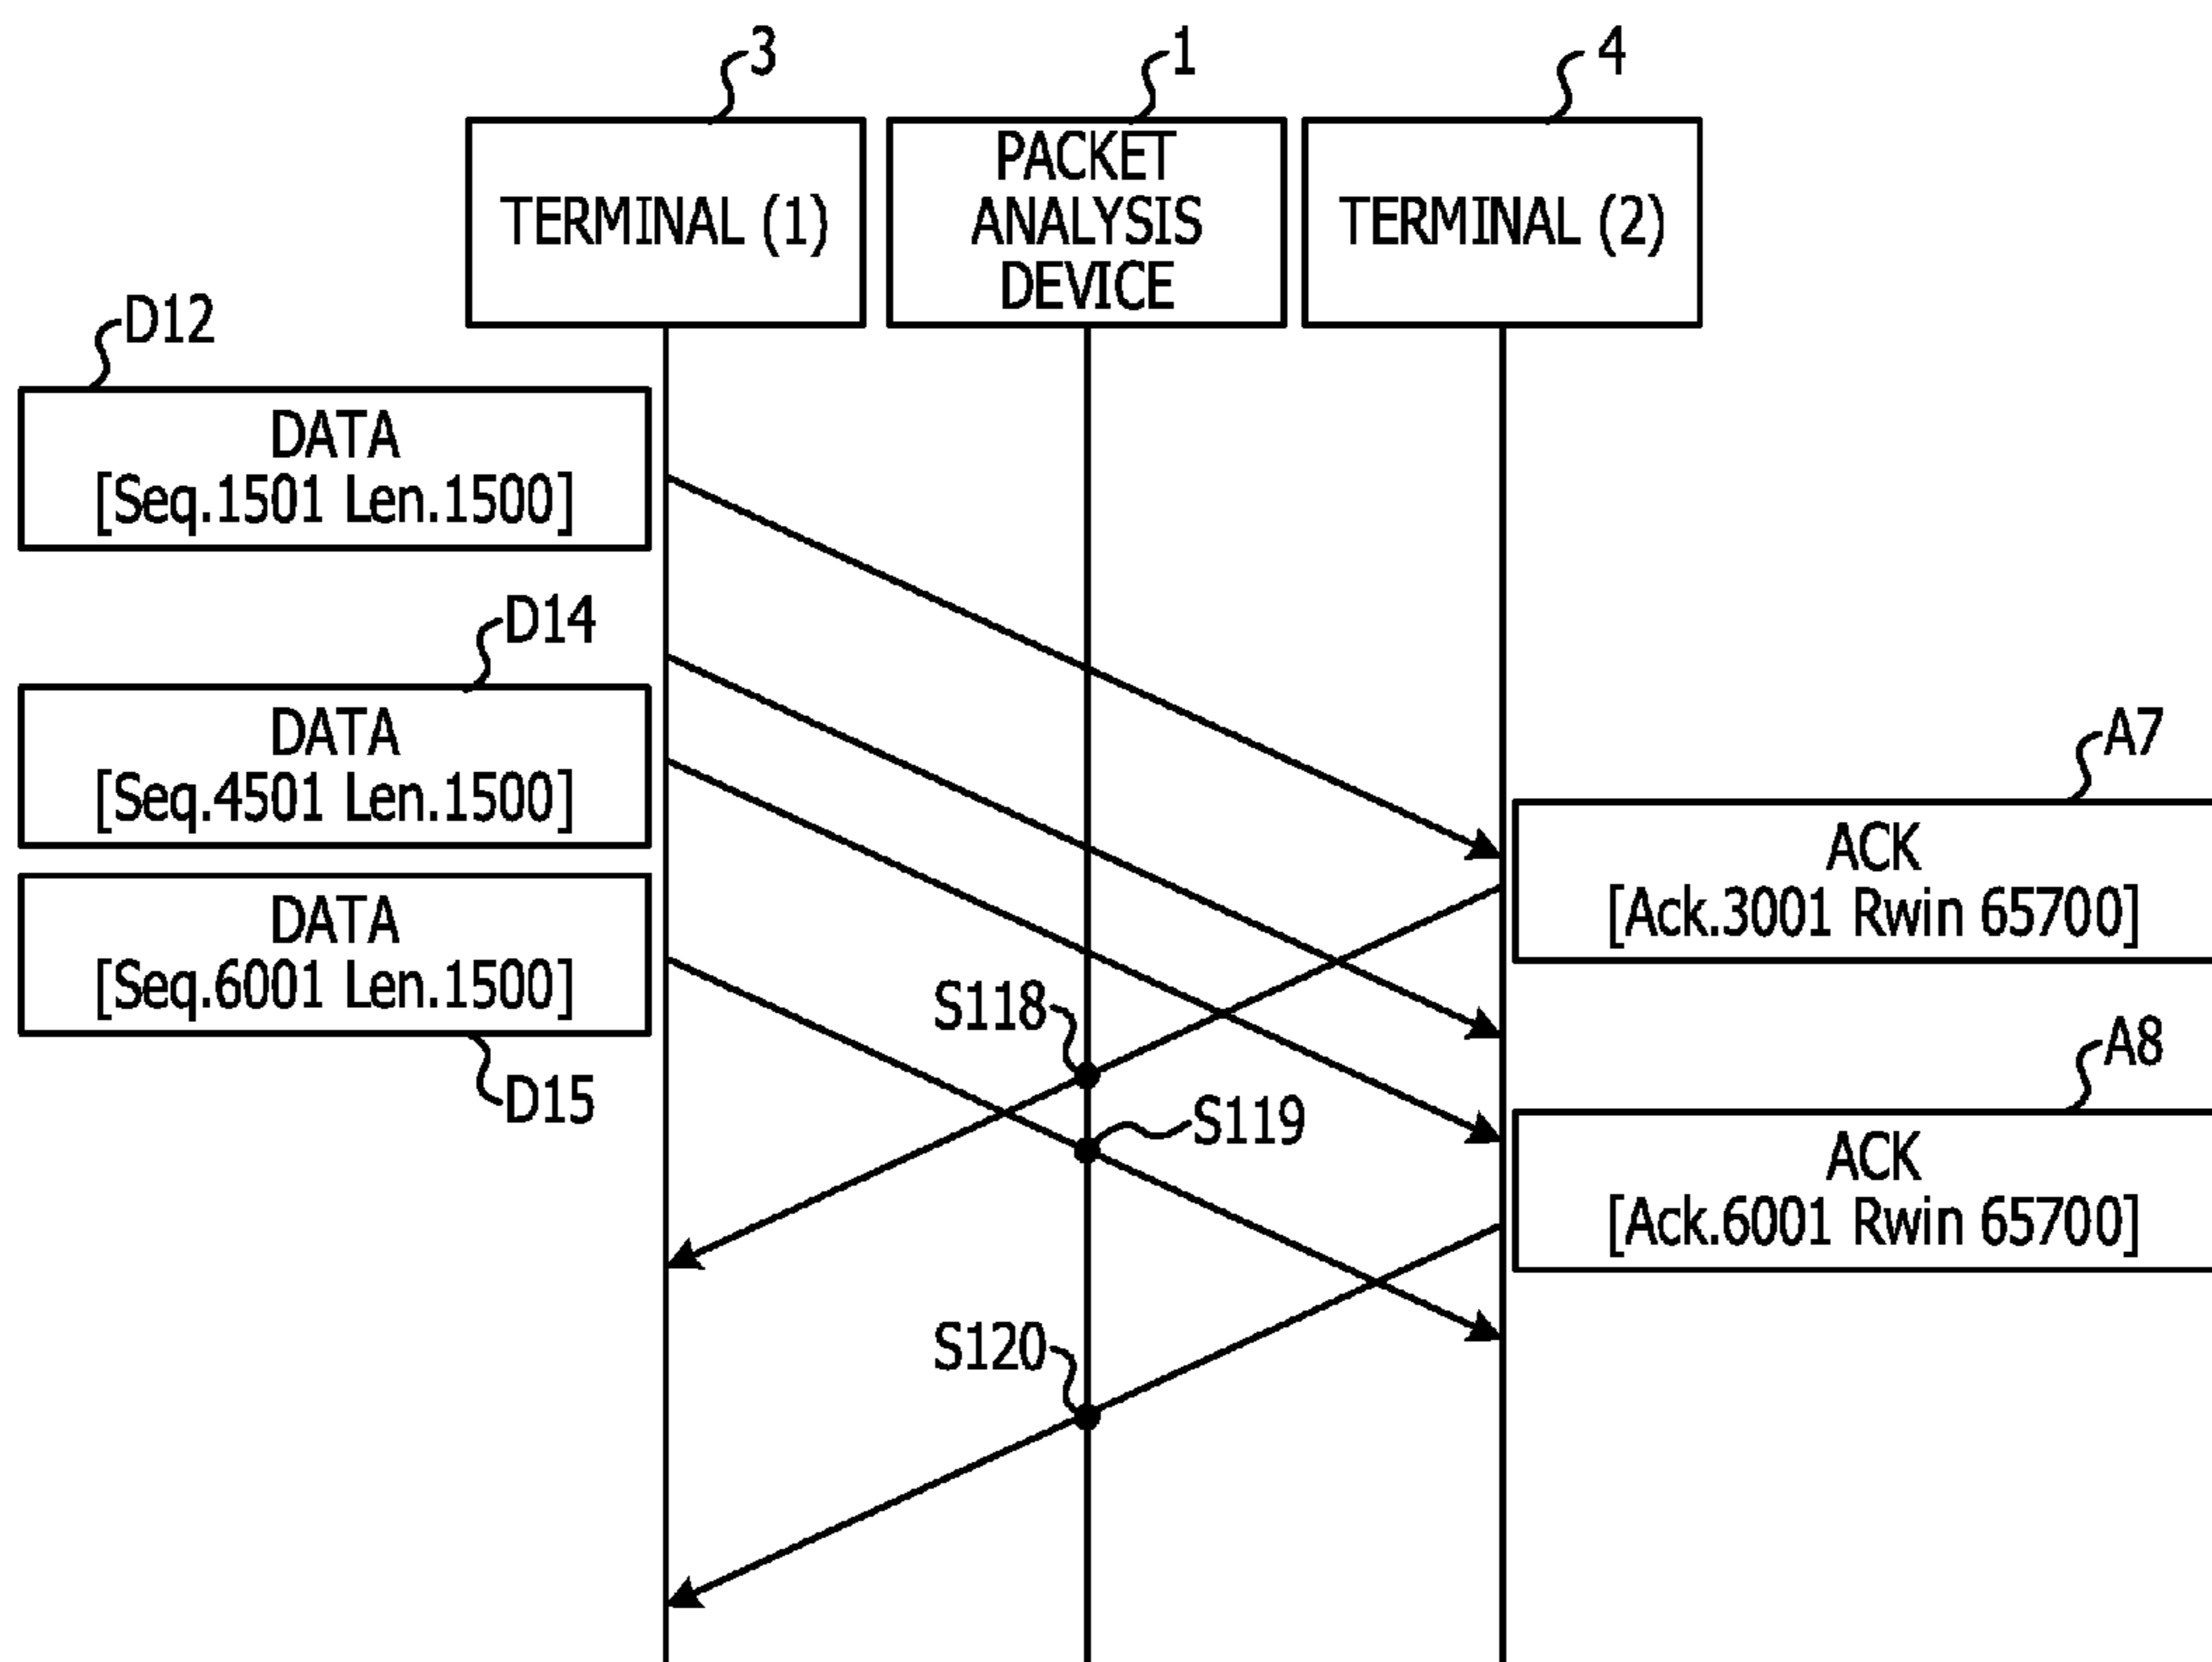 3
1
4
TERMINAL (1)
PACKET
ANALYSIS
DEVICE
TERMINAL (2)
D12
DATA
[Seq.1501 Len.1500]
D14
DATA
[Seq.4501 Len.1500]
A7
ACK
[Ack.3001 Rwin 65700]
DATA
[Seq.6001 Len.1500]
D15
S118
S119
A8
ACK
[Ack.6001 Rwin 65700]
S120